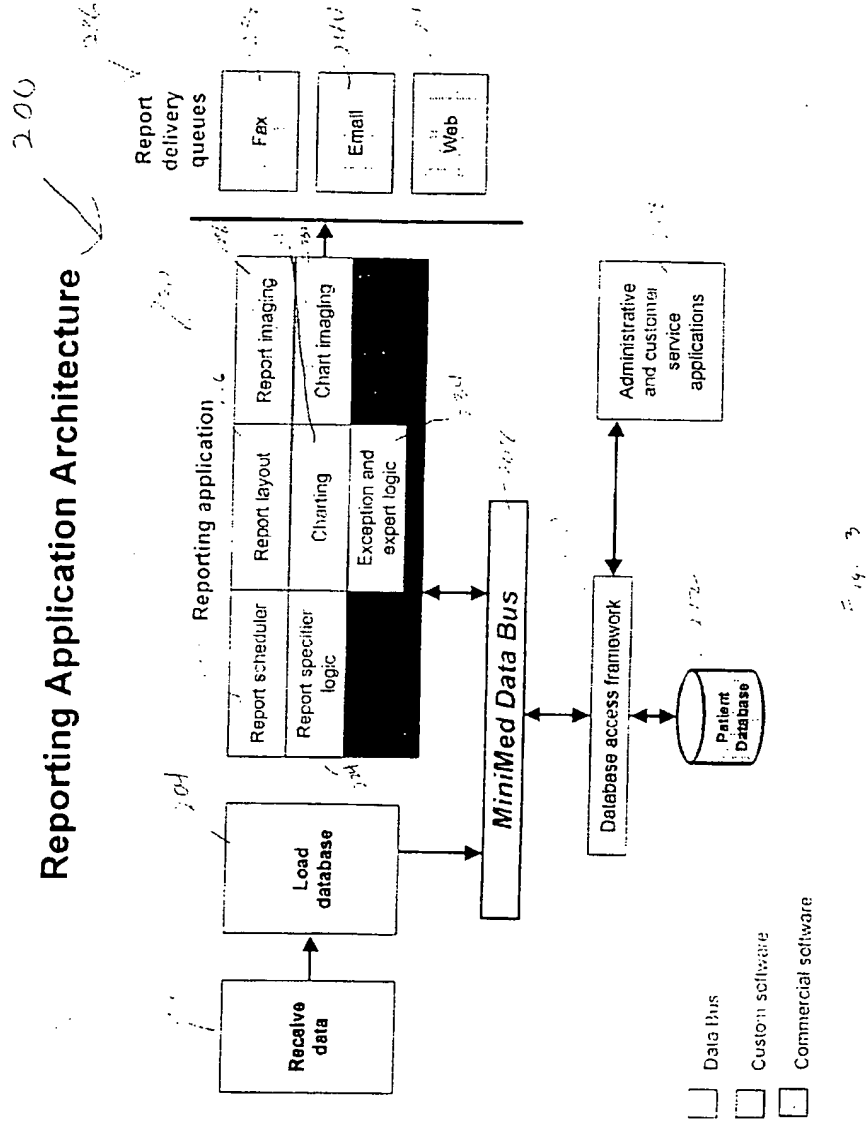 Reporting Application Architecture
200
Report
delivery
queues
Fax
Email
Web
Reporting application
Report scheduler
Report layout
Report imaging
Report specifier
logic
Charting
Chart imaging
Exception and
expert logic
Receive
data
Load
database
MiniMed Data Bus
Database access framework
Patient
Database
Administrative
and customer
service
applications
Data Bus
Custom software
Commercial software